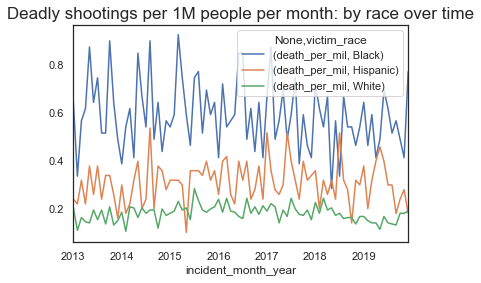 Deadly shootings per 1M people per month: by race over time
None,victim_race
(death_per_mil, Black)
(death_per_mil, Hispanic)
(death_per_mil, White)
0.8
0.6
0.4
0.2
2013 2014 2015 2016 2017 2018 2019
incident_month_year